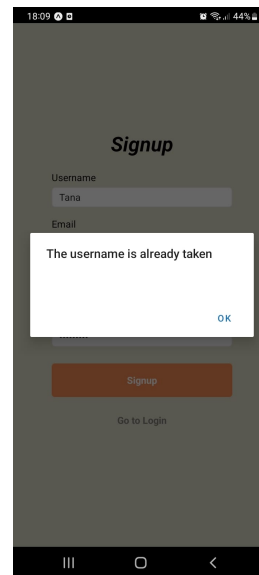 18:09
44%
Signup
Username
Tana
Email
The username is already taken
OK
Signup
Go to Login